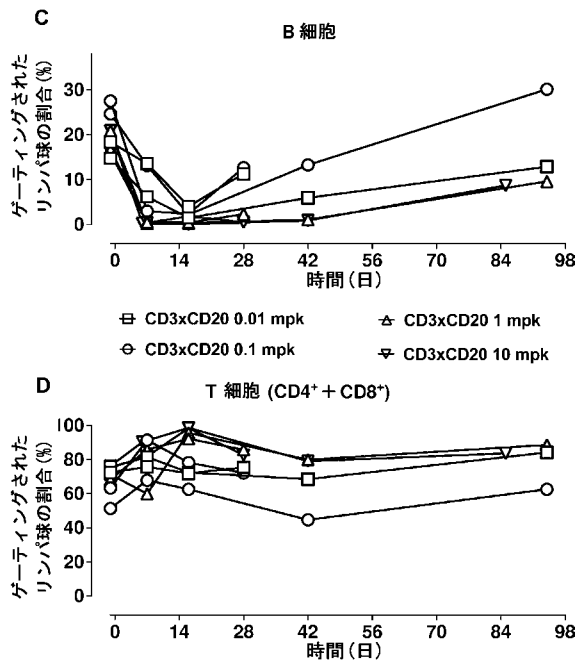 C
B 細胞
ゲーティングされた
リンパ球の割合(%)
30
20
10
0
0 14 28 42 56 70 84 98
時間(日)
CD3xCD20 0.01 mpk
CD3xCD20 1 mpk
CD3xCD20 0.1 mpk
CD3xCD20 10 mpk
D
T 細胞 (CD4⁺+CD8⁺)
ゲーティングされた
リンパ球の割合(%)
100
80
60
40
20
0
0 14 28 42 56 70 84 98
時間(日)